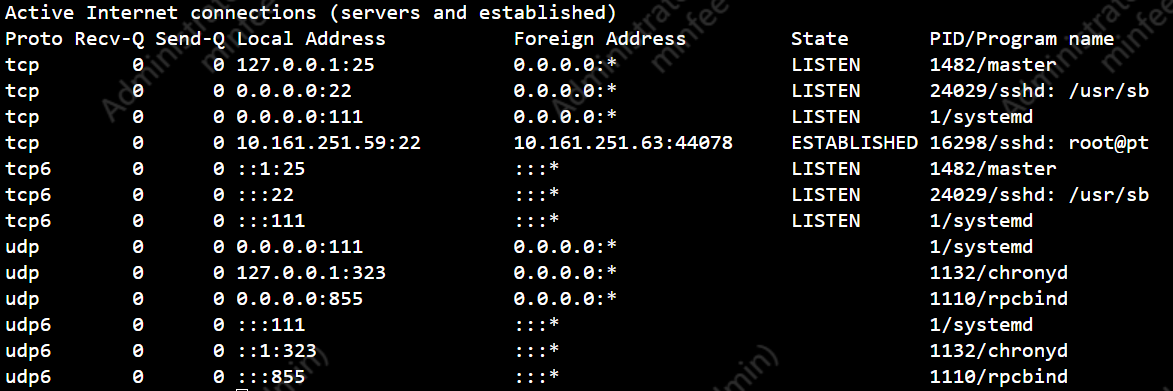 Active Internet connections (servers and established)
Proto Recv-Q Send-Q Local Address           Foreign Address         State       PID/Program name
tcp        0      0 127.0.0.1:25            0.0.0.0:*               LISTEN      1482/master
tcp        0      0 0.0.0.0:22              0.0.0.0:*               LISTEN      24029/sshd: /usr/sb
tcp        0      0 0.0.0.0:111             0.0.0.0:*               LISTEN      1/systemd
tcp        0      0 10.161.251.59:22        10.161.251.63:44078     ESTABLISHED 16298/sshd: root@pt
tcp6       0      0 ::1:25                  :::*                    LISTEN      1482/master
tcp6       0      0 :::22                   :::*                    LISTEN      24029/sshd: /usr/sb
tcp6       0      0 :::111                  :::*                    LISTEN      1/systemd
udp        0      0 0.0.0.0:111             0.0.0.0:*                           1/systemd
udp        0      0 127.0.0.1:323           0.0.0.0:*                           1132/chronyd
udp        0      0 0.0.0.0:855             0.0.0.0:*                           1110/rpcbind
udp6       0      0 :::111                  :::*                                1/systemd
udp6       0      0 ::1:323                 :::*                                1132/chronyd
udp6       0      0 :::855                  :::*                                1110/rpcbind